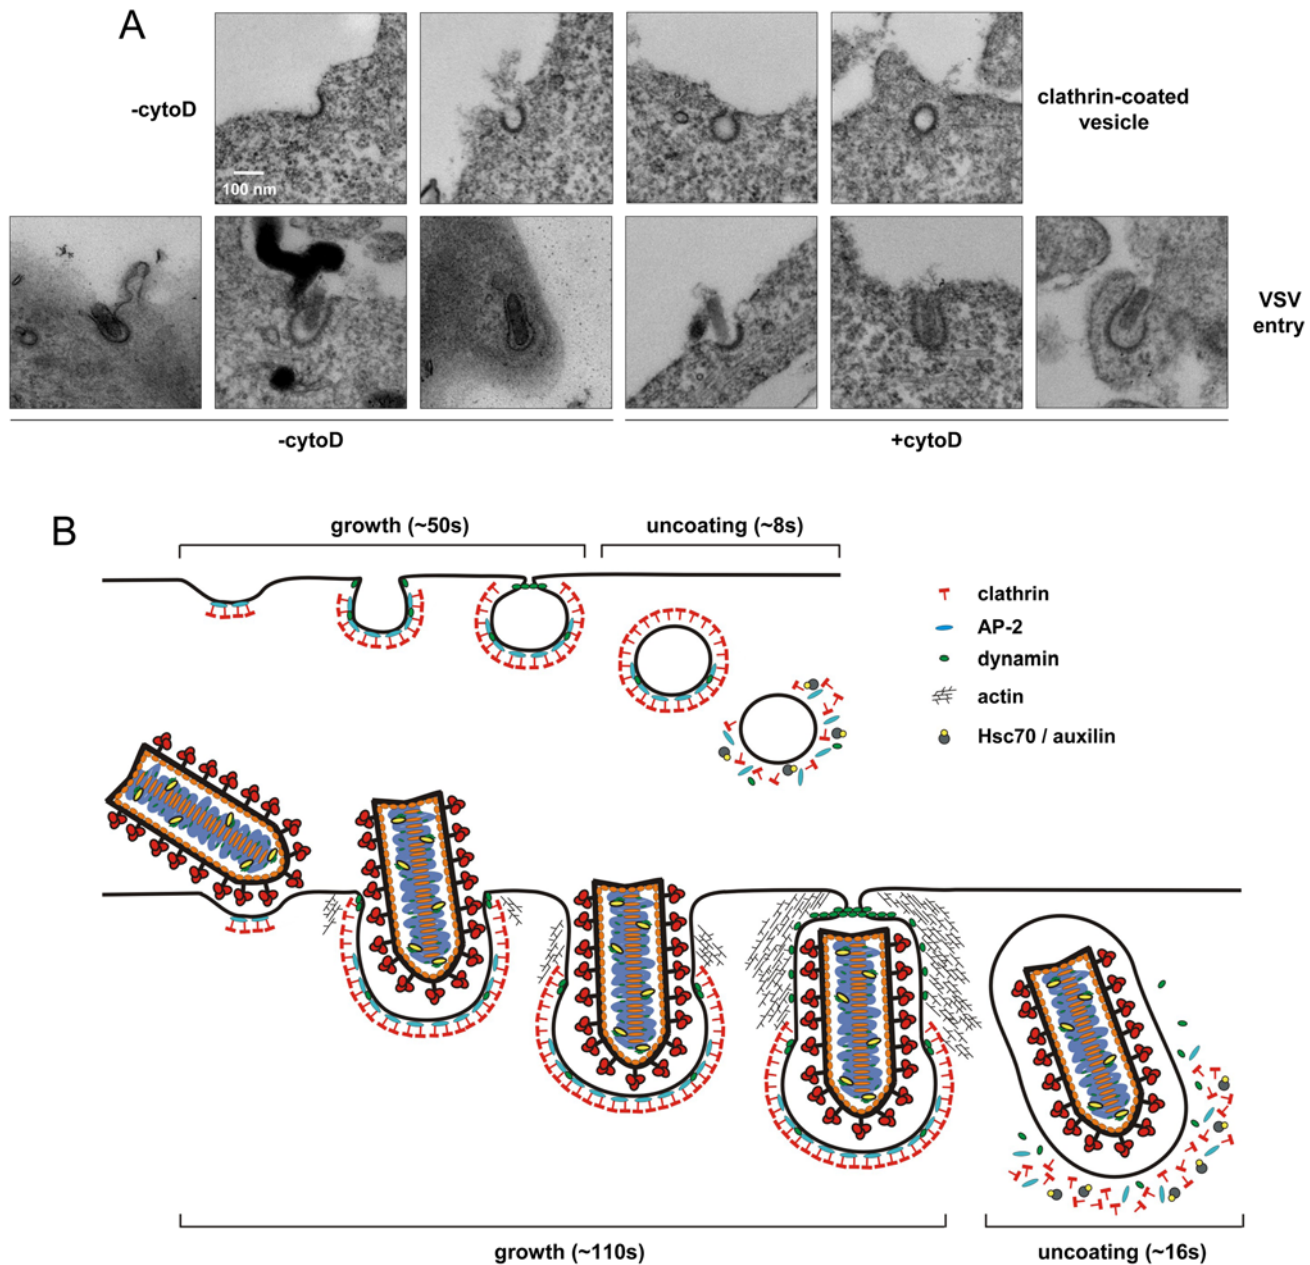 A
-cytoD
clathrin-coated
vesicle
100 nm
VSV
entry
-cytoD
+cytoD
B
growth (~50s)
uncoating (~8s)
clathrin
AP-2
dynamin
actin
Hsc70 / auxilin
growth (~110s)
uncoating (~16s)